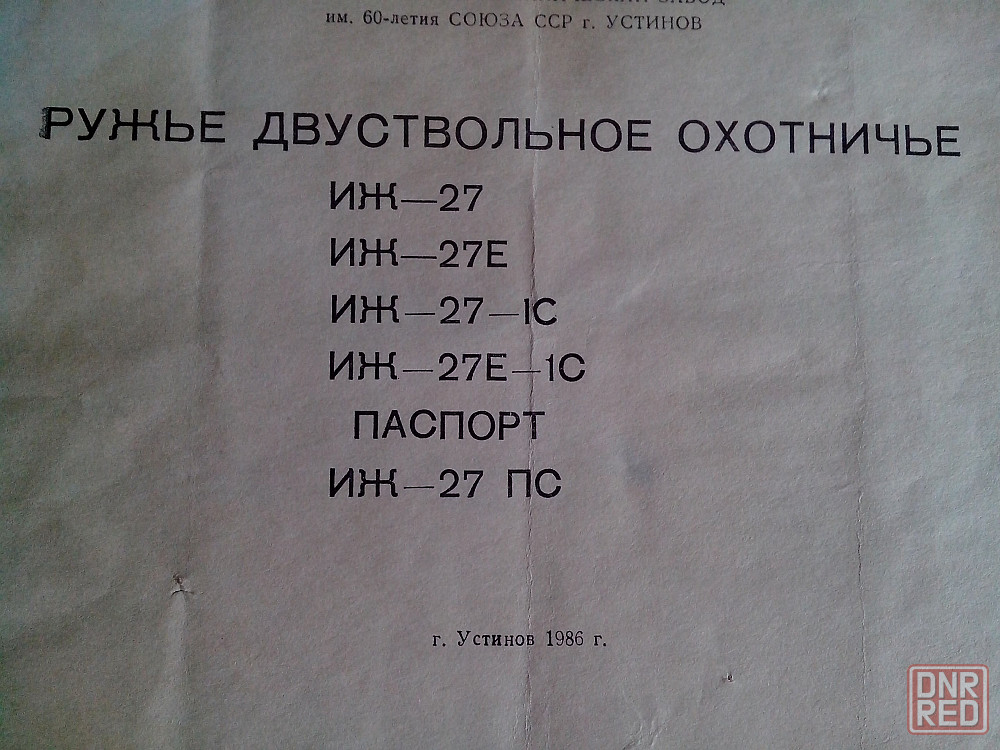 ЗАВОД
им. 60-летия СОЮЗА ССР г. УСТИНОВ
РУЖЬЕ ДВУСТВОЛЬНОЕ ОХОТНИЧЬЕ
ИЖ—27
ИЖ—27Е
ИЖ—27—1С
ИЖ—27Е—1С
ПАСПОРТ
ИЖ—27 ПС
г. Устинов 1986 г.
DNR
RED